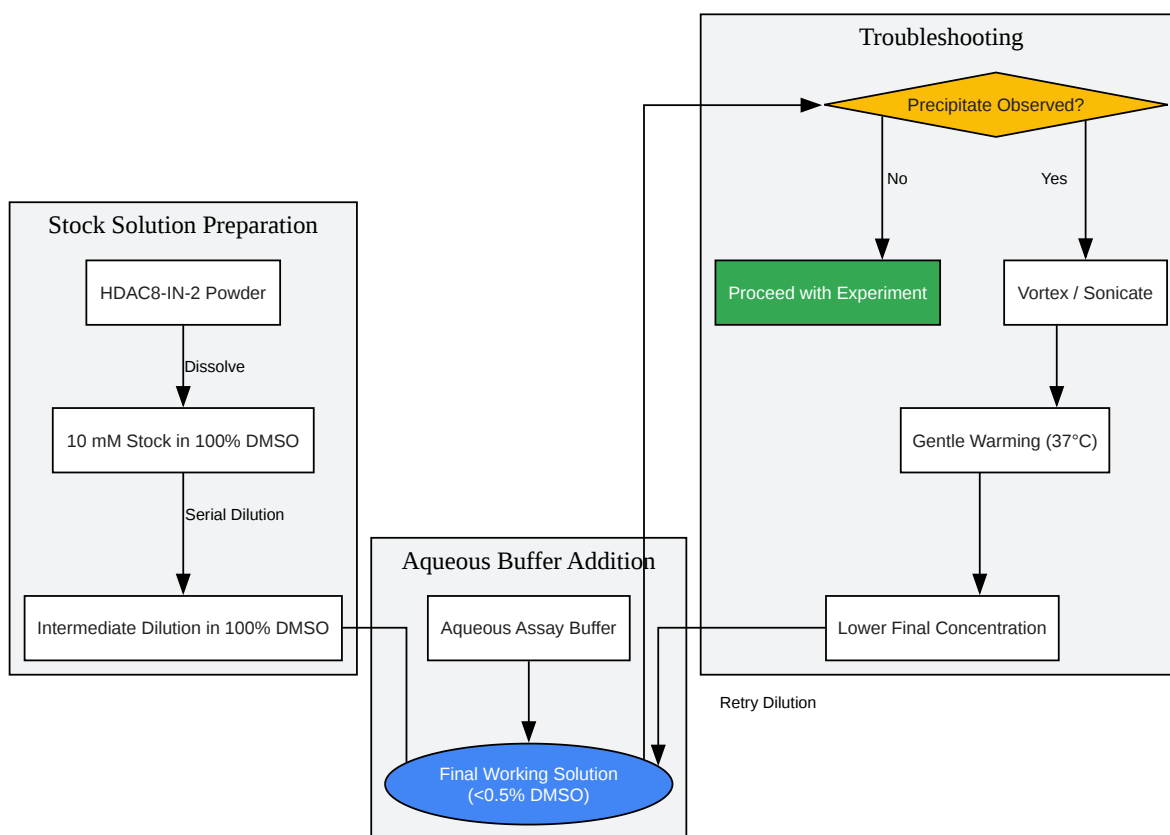 Stock Solution Preparation
HDAC8-IN-2 Powder
Dissolve
10 mM Stock in 100% DMSO
Serial Dilution
Intermediate Dilution in 100% DMSO
Aqueous Buffer Addition
Aqueous Assay Buffer
Final Working Solution
(<0.5% DMSO)
Troubleshooting
Precipitate Observed?
No
Yes
Proceed with Experiment
Vortex / Sonicate
Gentle Warming (37°C)
Lower Final Concentration
Retry Dilution